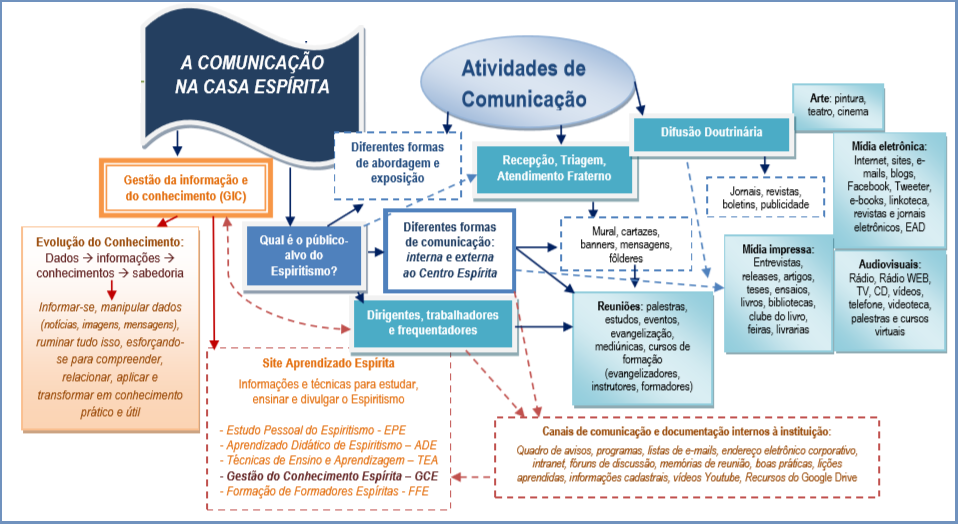 A COMUNICAÇÃO
NA CASA ESPÍRITA
Atividades de
Comunicação
Arte: pintura,
teatro, cinema
Difusão Doutrinária
Diferentes formas
de abordagem e
exposição
Recepção, Triagem,
Atendimento Fraterno
Mídia eletrônica:
Internet, sites, e-
mails, blogs,
Facebook, Tweeter,
e-books, linkoteca,
revistas e jornais
eletrônicos, EAD
Gestão da informação e
do conhecimento (GIC)
Jornais, revistas,
boletins, publicidade
Qual é o público-
alvo do
Espiritismo?
Diferentes formas
de comunicação:
interna e externa
ao Centro Espírita
Mural, cartazes,
banners, mensagens,
fôlderes
Evolução do Conhecimento:
Dados → informações →
conhecimentos → sabedoria
Informar-se, manipular dados
(notícias, imagens, mensagens),
ruminar tudo isso, esforçando-
se para compreender,
relacionar, aplicar e
transformar em conhecimento
prático e útil
Mídia impressa:
Entrevistas,
releases, artigos,
teses, ensaios,
livros, bibliotecas,
clube do livro,
feiras, livrarias
Audiovisuais:
Rádio, Rádio WEB,
TV, CD, vídeos,
telefone, videoteca,
palestras e cursos
virtuais
Dirigentes, trabalhadores
e frequentadores
Reuniões: palestras,
estudos, eventos,
evangelização,
mediúnicas, cursos de
formação
(evangelizadores,
instrutores, formadores)
Site Aprendizado Espírita
Informações e técnicas para estudar,
ensinar e divulgar o Espiritismo
- Estudo Pessoal do Espiritismo - EPE
- Aprendizado Didático de Espiritismo – ADE
- Técnicas de Ensino e Aprendizagem – TEA
- Gestão do Conhecimento Espírita – GCE
- Formação de Formadores Espíritas - FFE
Canais de comunicação e documentação internos à instituição:
Quadro de avisos, programas, listas de e-mails, endereço eletrônico corporativo,
intranet, fóruns de discussão, memórias de reunião, boas práticas, lições
aprendidas, informações cadastrais, vídeos Youtube, Recursos do Google Drive